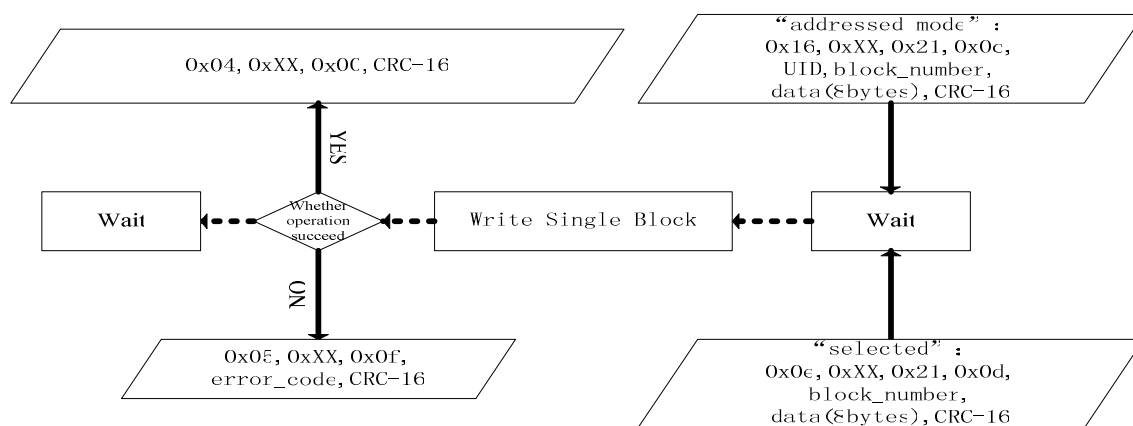 0x04, 0xXX, 0x00, CRC-16
“addressed mode” :
0x16, 0xXX, 0x21, 0x0c,
UID, block_number,
data(8bytes), CRC-16
YES
Wait
Whether
operation
succeed
Write Single Block
Wait
ON
0x05, 0xXX, 0x0f,
error_code, CRC-16
“selected” :
0x0e, 0xXX, 0x21, 0x0d,
block_number,
data(8bytes), CRC-16